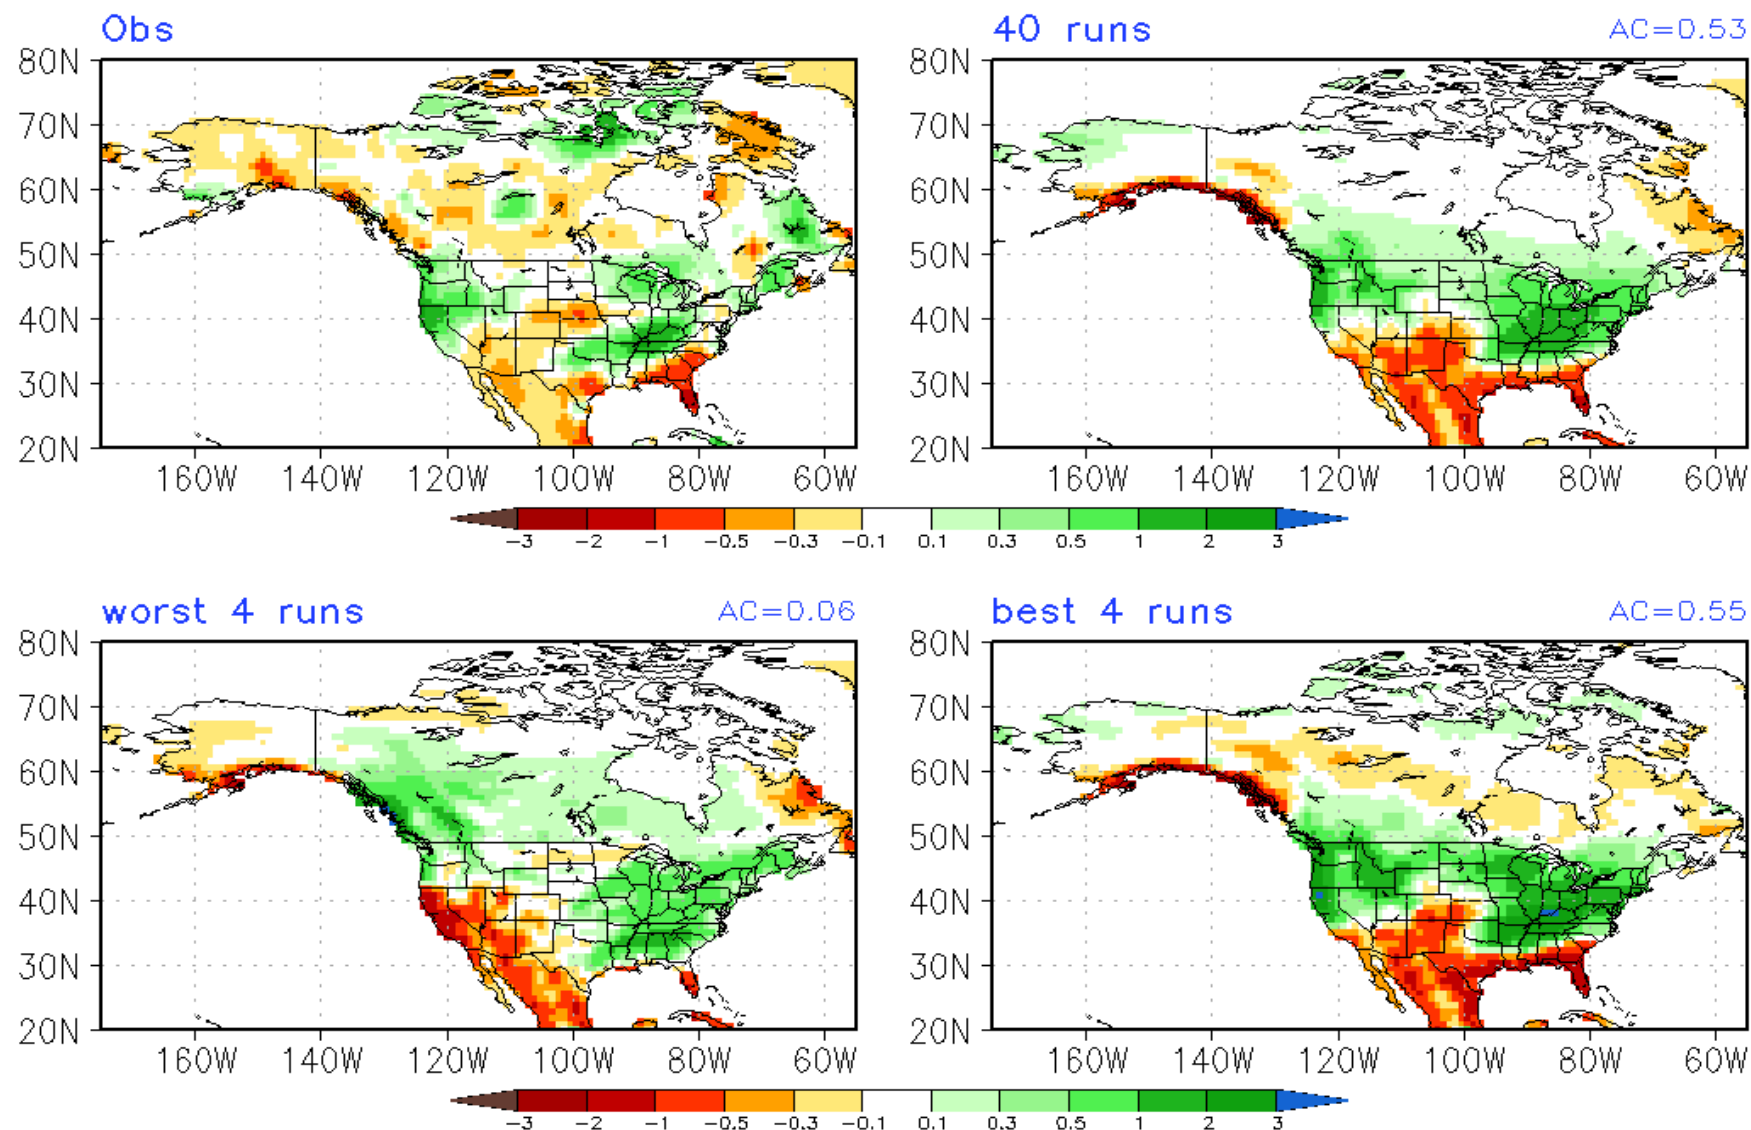 Obs
40 runs AC=0.53
80N 80N
70N 70N
60N 60N
50N 50N
40N 40N
30N 30N
20N 20N
160W 140W 120W 100W 80W 60W 160W 140W 120W 100W 80W 60W
-3 -2 -1 -0.5 -0.3 -0.1 0.1 0.3 0.5 1 2 3
worst 4 runs AC=0.06
best 4 runs AC=0.55
80N 80N
70N 70N
60N 60N
50N 50N
40N 40N
30N 30N
20N 20N
160W 140W 120W 100W 80W 60W 160W 140W 120W 100W 80W 60W
-3 -2 -1 -0.5 -0.3 -0.1 0.1 0.3 0.5 1 2 3